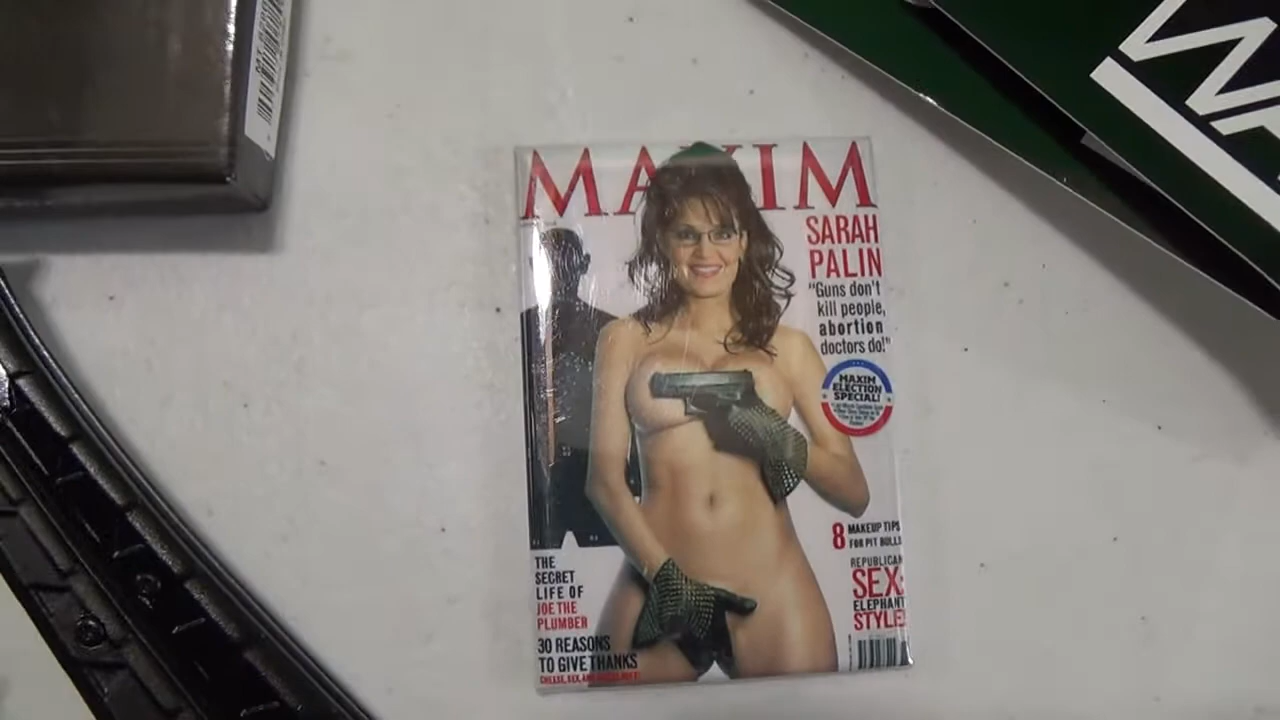 MAXIM
SARAH
PALIN
"Guns don't
kill people,
abortion
doctors do!"
MAXIM
ELECTION
SPECIAL!
8 MAKEUP TIPS
FOR PIT BULLS
REPUBLICAN
SEX:
ELEPHANT
STYLE!
THE
SECRET
LIFE OF
JOE THE
PLUMBER
30 REASONS
TO GIVE THANKS